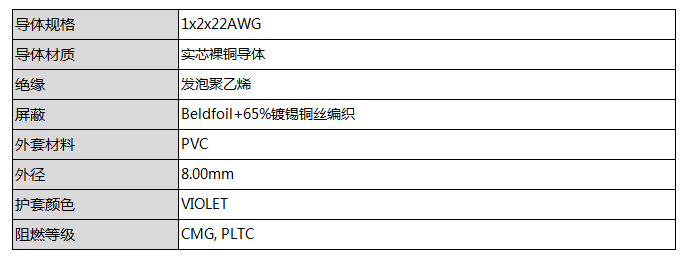 导体规格 1x2x22AWG
导体材质 实芯裸铜导体
绝缘 发泡聚乙烯
屏蔽 Beldfoil+65%镀锡铜丝编织
外套材料 PVC
外径 8.00mm
护套颜色 VIOLET
阻燃等级 CMG, PLTC